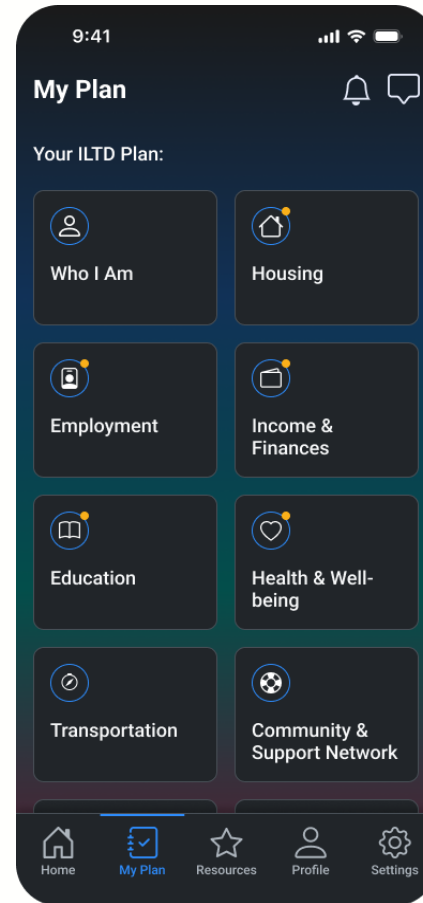 9:41
My Plan
Your ILTD Plan:
Who I Am
Housing
Employment
Income &
Finances
Education
Health & Well-
being
Transportation
Community &
Support Network
Home
My Plan
Resources
Profile
Settings